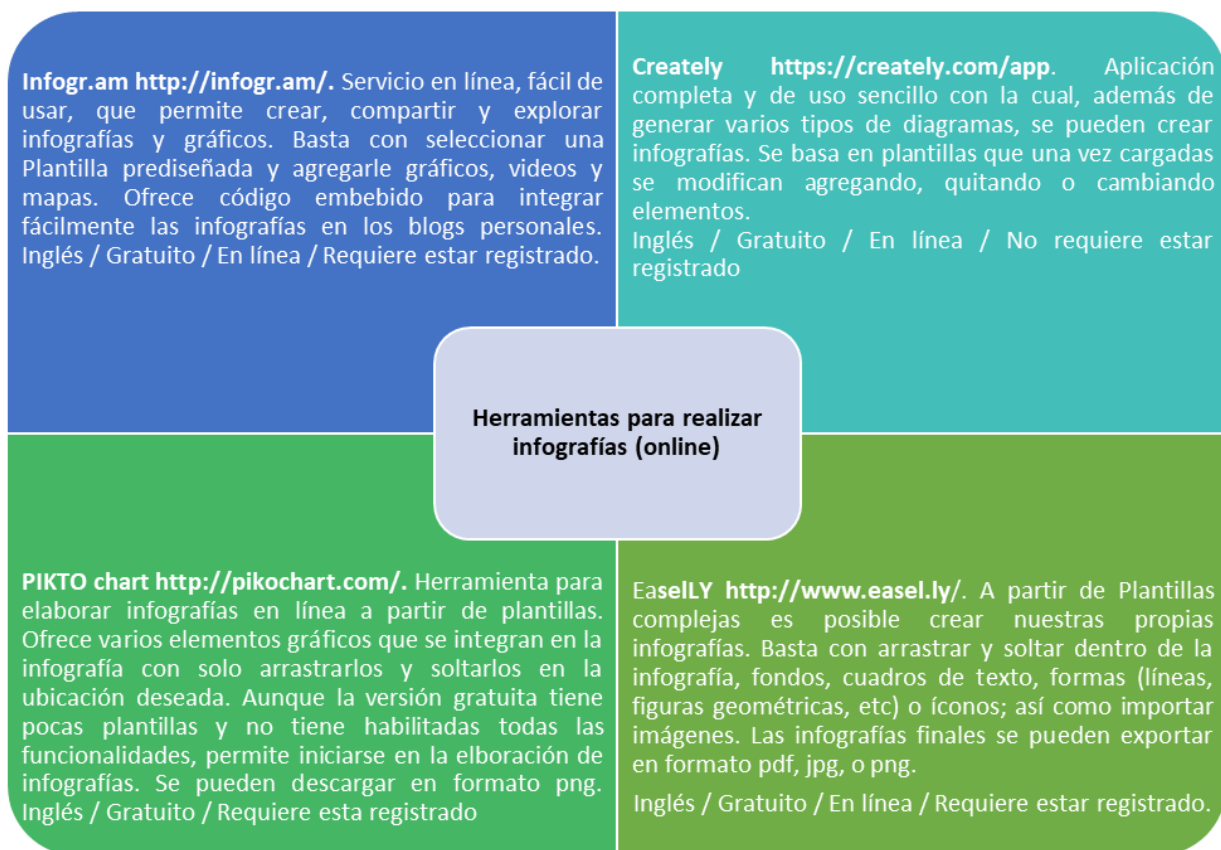 Infogr.am http://infogr.am/. Servicio en línea, fácil de
usar, que permite crear, compartir y explorar
infografías y gráficos. Basta con seleccionar una
Plantilla prediseñada y agregarle gráficos, videos y
mapas. Ofrece código embebido para integrar
fácilmente las infografías en los blogs personales.
Inglés / Gratuito / En línea / Requiere estar registrado.
Creately https://creately.com/app. Aplicación
completa y de uso sencillo con la cual, además de
generar varios tipos de diagramas, se pueden crear
infografías. Se basa en plantillas que una vez cargadas
se modifican agregando, quitando o cambiando
elementos.
Inglés / Gratuito / En línea / No requiere estar
registrado
Herramientas para realizar
infografías (online)
PIKTO chart http://pikochart.com/. Herramienta para
elaborar infografías en línea a partir de plantillas.
Ofrece varios elementos gráficos que se integran en la
infografía con solo arrastrarlos y soltarlos en la
ubicación deseada. Aunque la versión gratuita tiene
pocas plantillas y no tiene habilitadas todas las
funcionalidades, permite iniciarse en la elboración de
infografías. Se pueden descargar en formato png.
Inglés / Gratuito / Requiere esta registrado
EaselLY http://www.easel.ly/. A partir de Plantillas
complejas es posible crear nuestras propias
infografías. Basta con arrastrar y soltar dentro de la
infografía, fondos, cuadros de texto, formas (líneas,
figuras geométricas, etc) o íconos; así como importar
imágenes. Las infografías finales se pueden exportar
en formato pdf, jpg, o png.
Inglés / Gratuito / En línea / Requiere estar registrado.